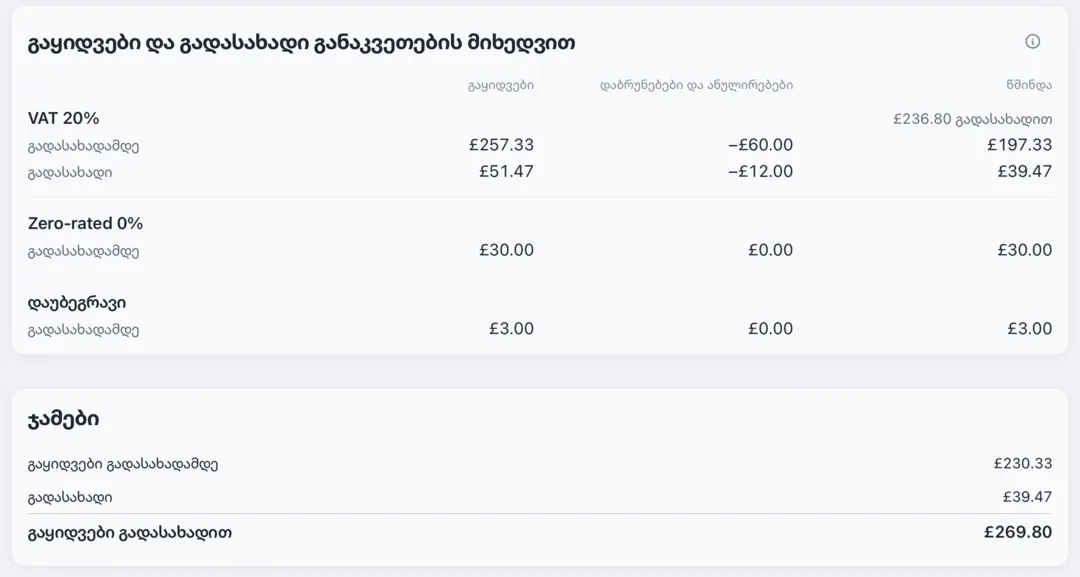 გაყიდვები და გადასახადი განაკვეთების მიხედვით
გაყიდვები დაბრუნებები და ანულირებები წმინდა
VAT 20% £236.80 გადასახადით
გადასახადამდე £257.33 −£60.00 £197.33
გადასახადი £51.47 −£12.00 £39.47
Zero-rated 0%
გადასახადამდე £30.00 £0.00 £30.00
დაუბეგრავი
გადასახადამდე £3.00 £0.00 £3.00
ჯამები
გაყიდვები გადასახადამდე £230.33
გადასახადი £39.47
გაყიდვები გადასახადით £269.80